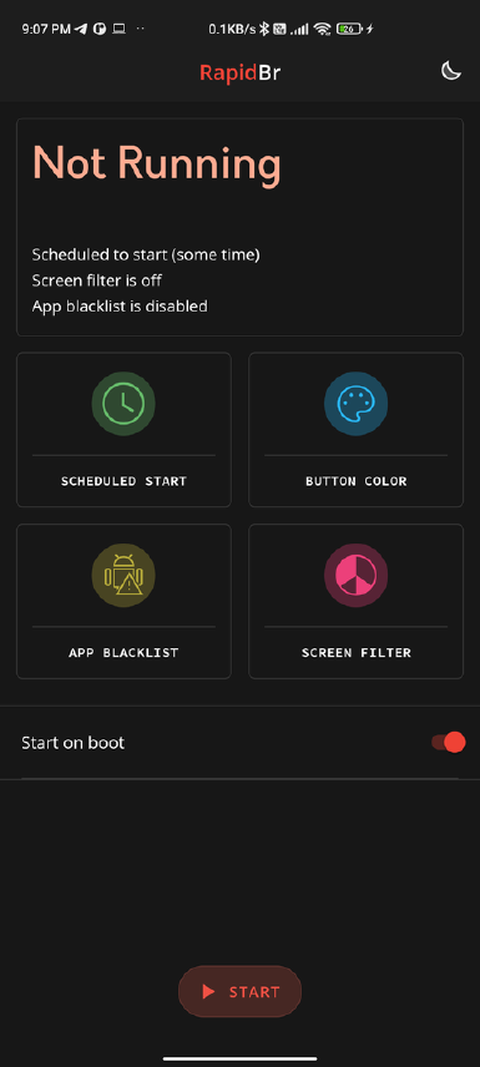 9:07 PM 0.1KB/s 26
RapidBr
Not Running
Scheduled to start (some time)
Screen filter is off
App blacklist is disabled
SCHEDULED START
BUTTON COLOR
APP BLACKLIST
SCREEN FILTER
Start on boot
START